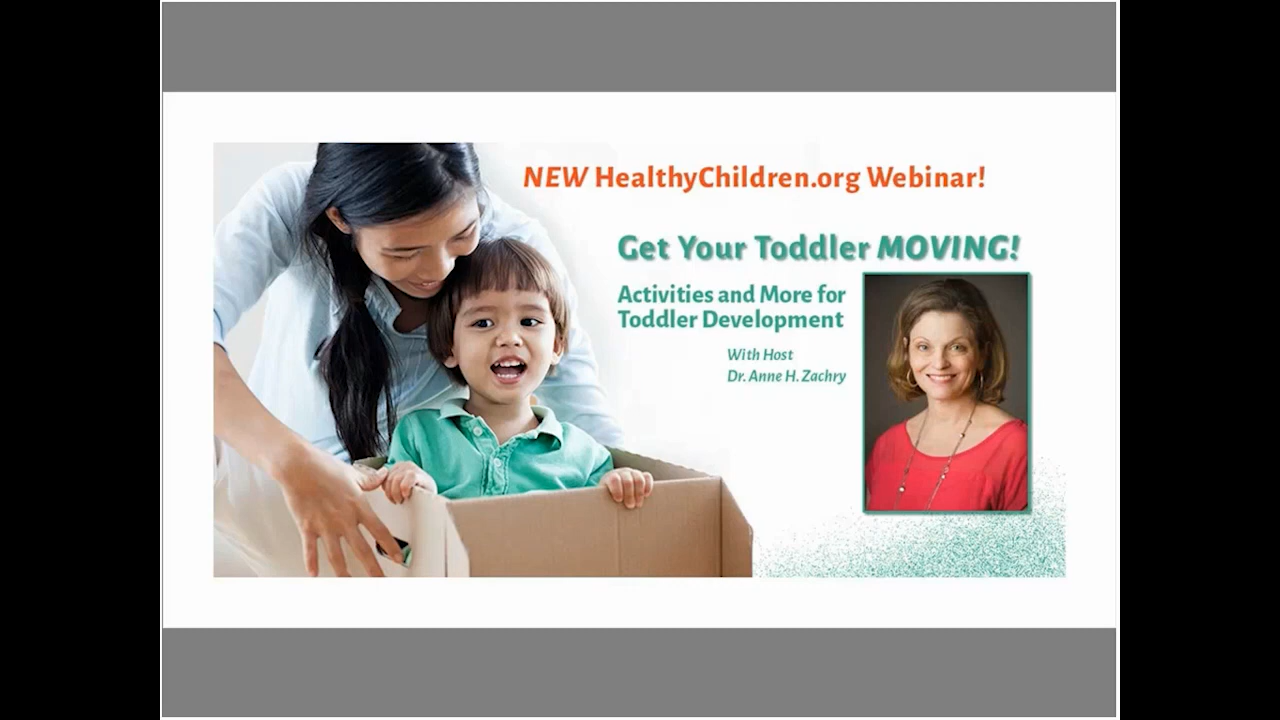 NEW HealthyChildren.org Webinar!
Get Your Toddler MOVING!
Activities and More for
Toddler Development
With Host
Dr. Anne H. Zachry